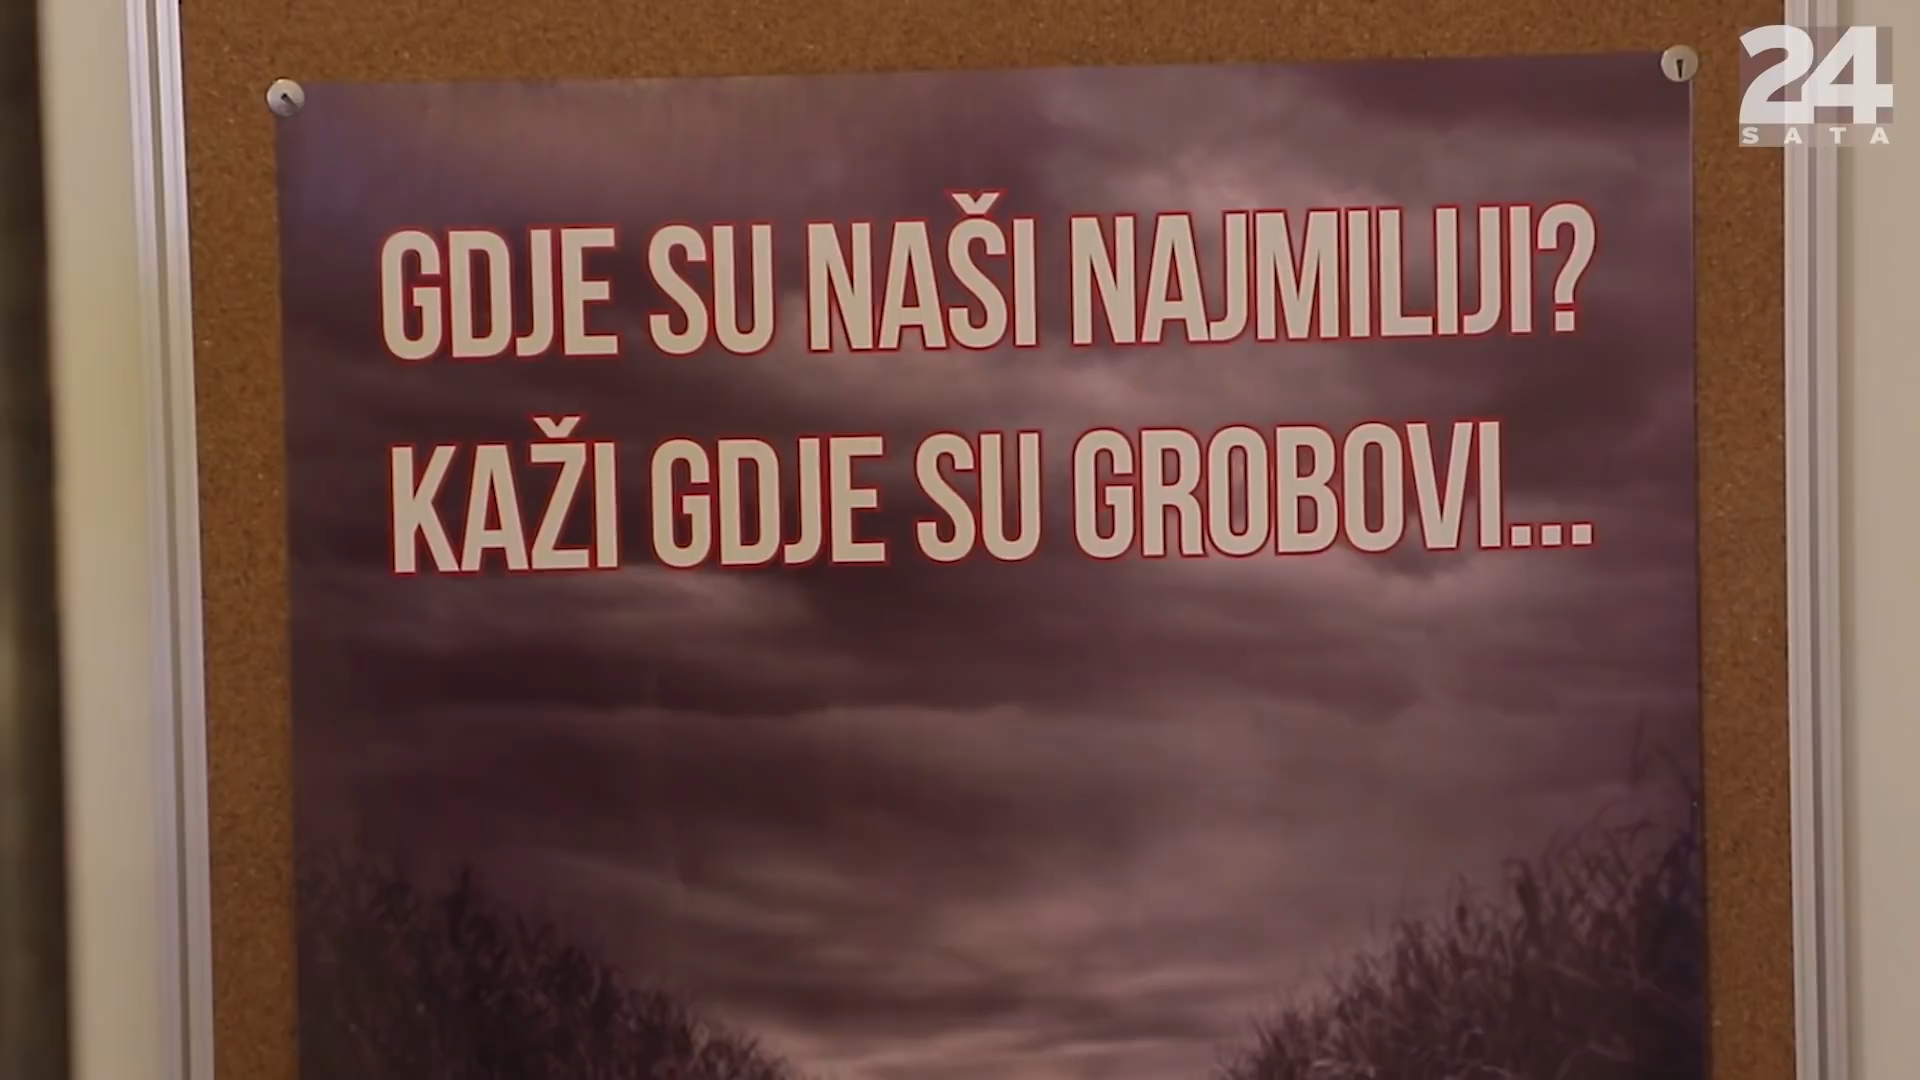 24
SATA
GDJE SU NAŠI NAJMILIJI?
KAŽI GDJE SU GROBOVI...